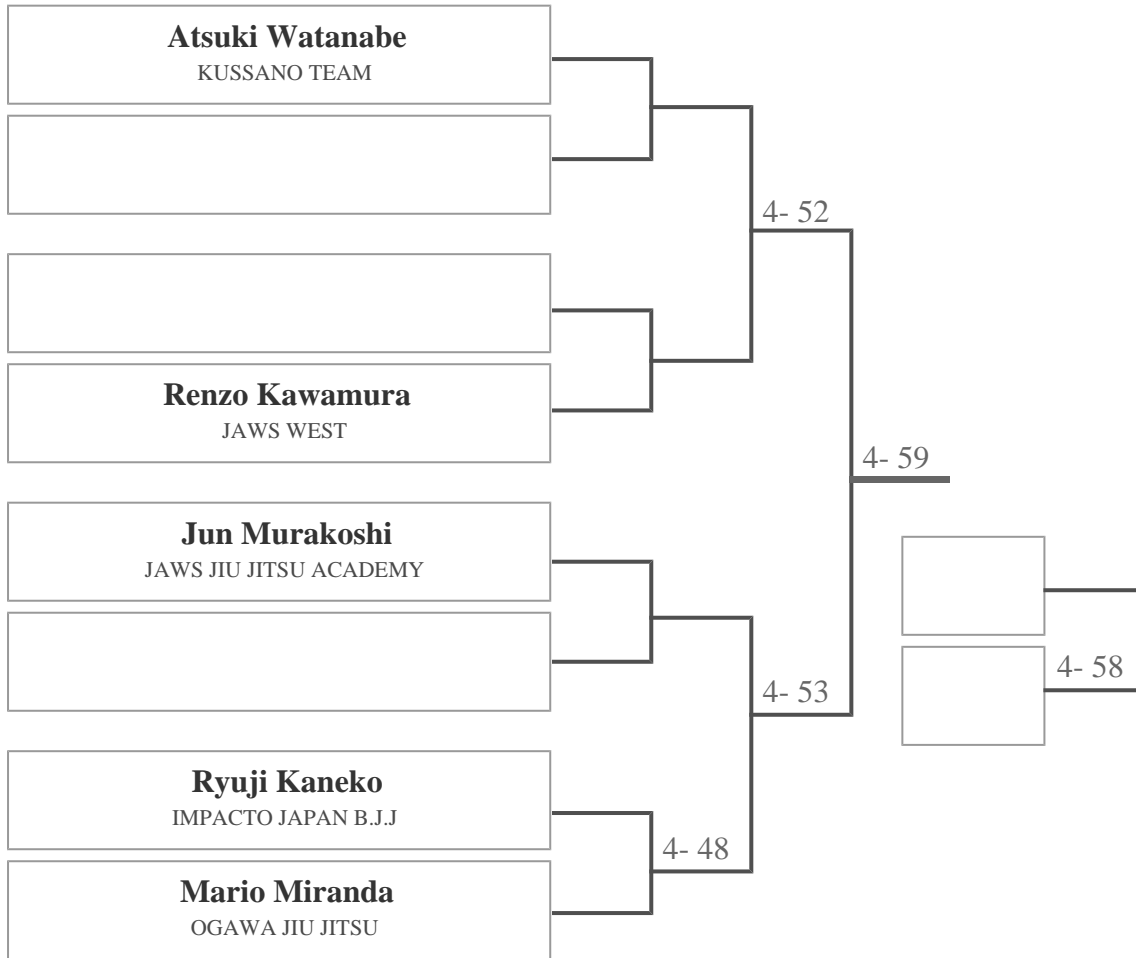 Atsuki Watanabe
KUSSANO TEAM
4- 52
Renzo Kawamura
JAWS WEST
4- 59
Jun Murakoshi
JAWS JIU JITSU ACADEMY
4- 53
4- 58
Ryuji Kaneko
IMPACTO JAPAN B.J.J
4- 48
Mario Miranda
OGAWA JIU JITSU